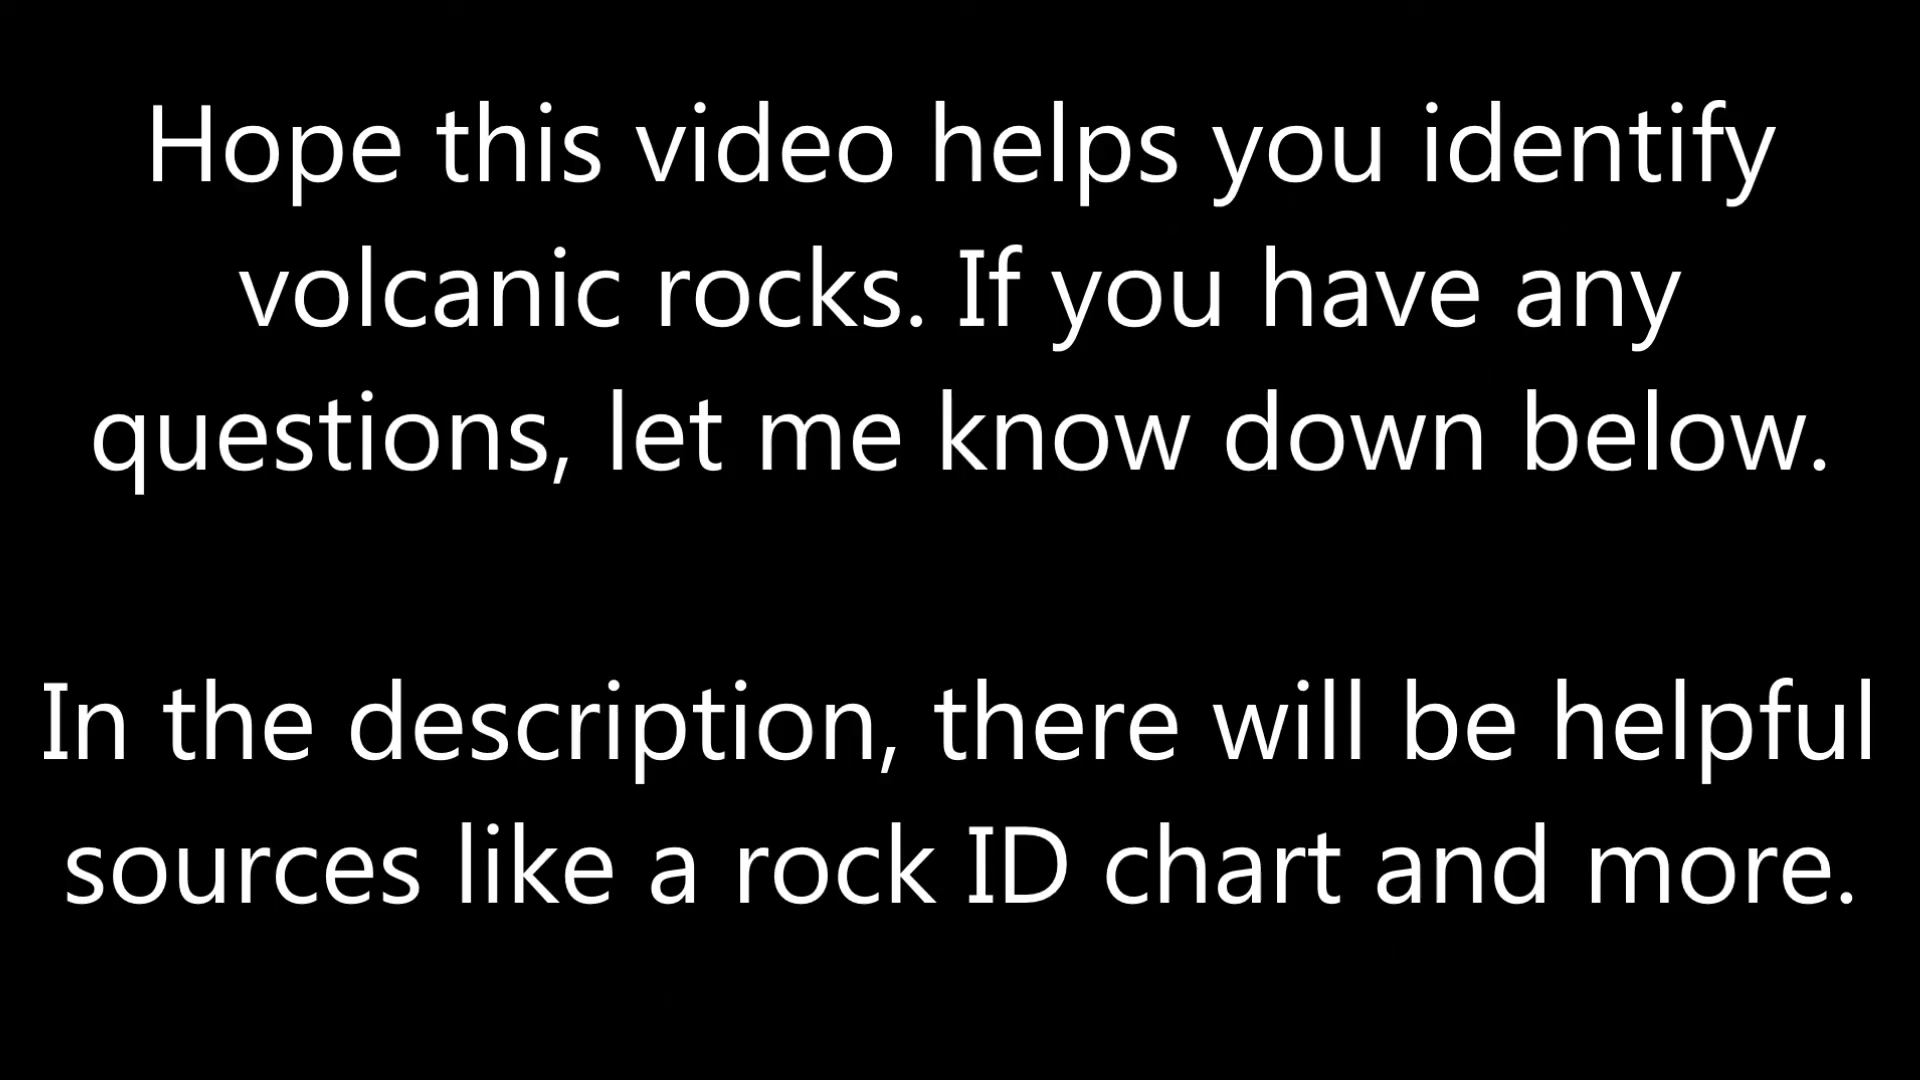 Hope this video helps you identify
volcanic rocks. If you have any
questions, let me know down below.
In the description, there will be helpful
sources like a rock ID chart and more.